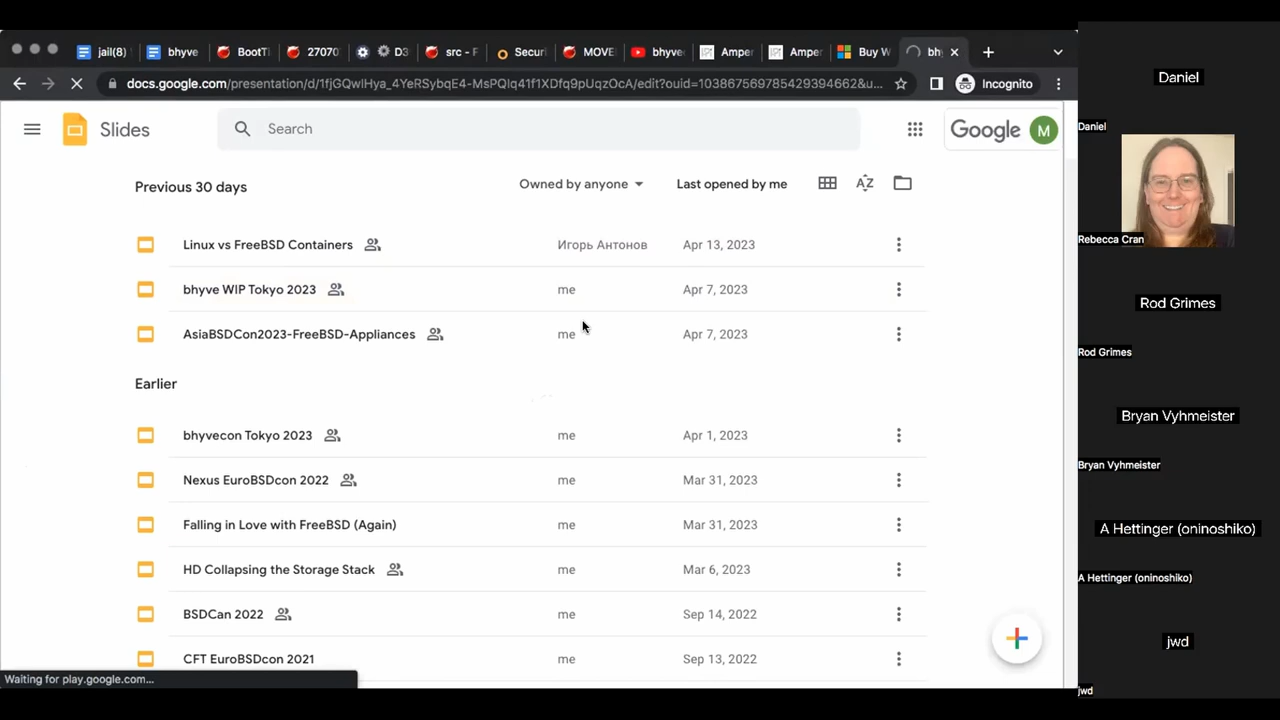 jail(8)
bhyve
BootTi
27070
D3
src - F
Securi
MOVE
bhyve
Amper
Amper
Buy W
bhy
docs.google.com/presentation/d/1fjGQwlHya_4YeRSybqE4-MsPQlq41f1XDfq9pUqzOcA/edit?ouid=103867569785429394662&u...
Incognito
Slides
Search
Google M
Previous 30 days
Owned by anyone
Last opened by me
AZ
Linux vs FreeBSD Containers Игорь Антонов Apr 13, 2023
bhyve WIP Tokyo 2023 me Apr 7, 2023
AsiaBSDCon2023-FreeBSD-Appliances me Apr 7, 2023
Earlier
bhyvecon Tokyo 2023 me Apr 1, 2023
Nexus EuroBSDcon 2022 me Mar 31, 2023
Falling in Love with FreeBSD (Again) me Mar 31, 2023
HD Collapsing the Storage Stack me Mar 6, 2023
BSDCan 2022 me Sep 14, 2022
CFT EuroBSDcon 2021 me Sep 13, 2022
Waiting for play.google.com...
Daniel
Daniel
Rebecca Cran
Rod Grimes
Rod Grimes
Bryan Vyhmeister
Bryan Vyhmeister
A Hettinger (oninoshiko)
A Hettinger (oninoshiko)
jwd
jwd